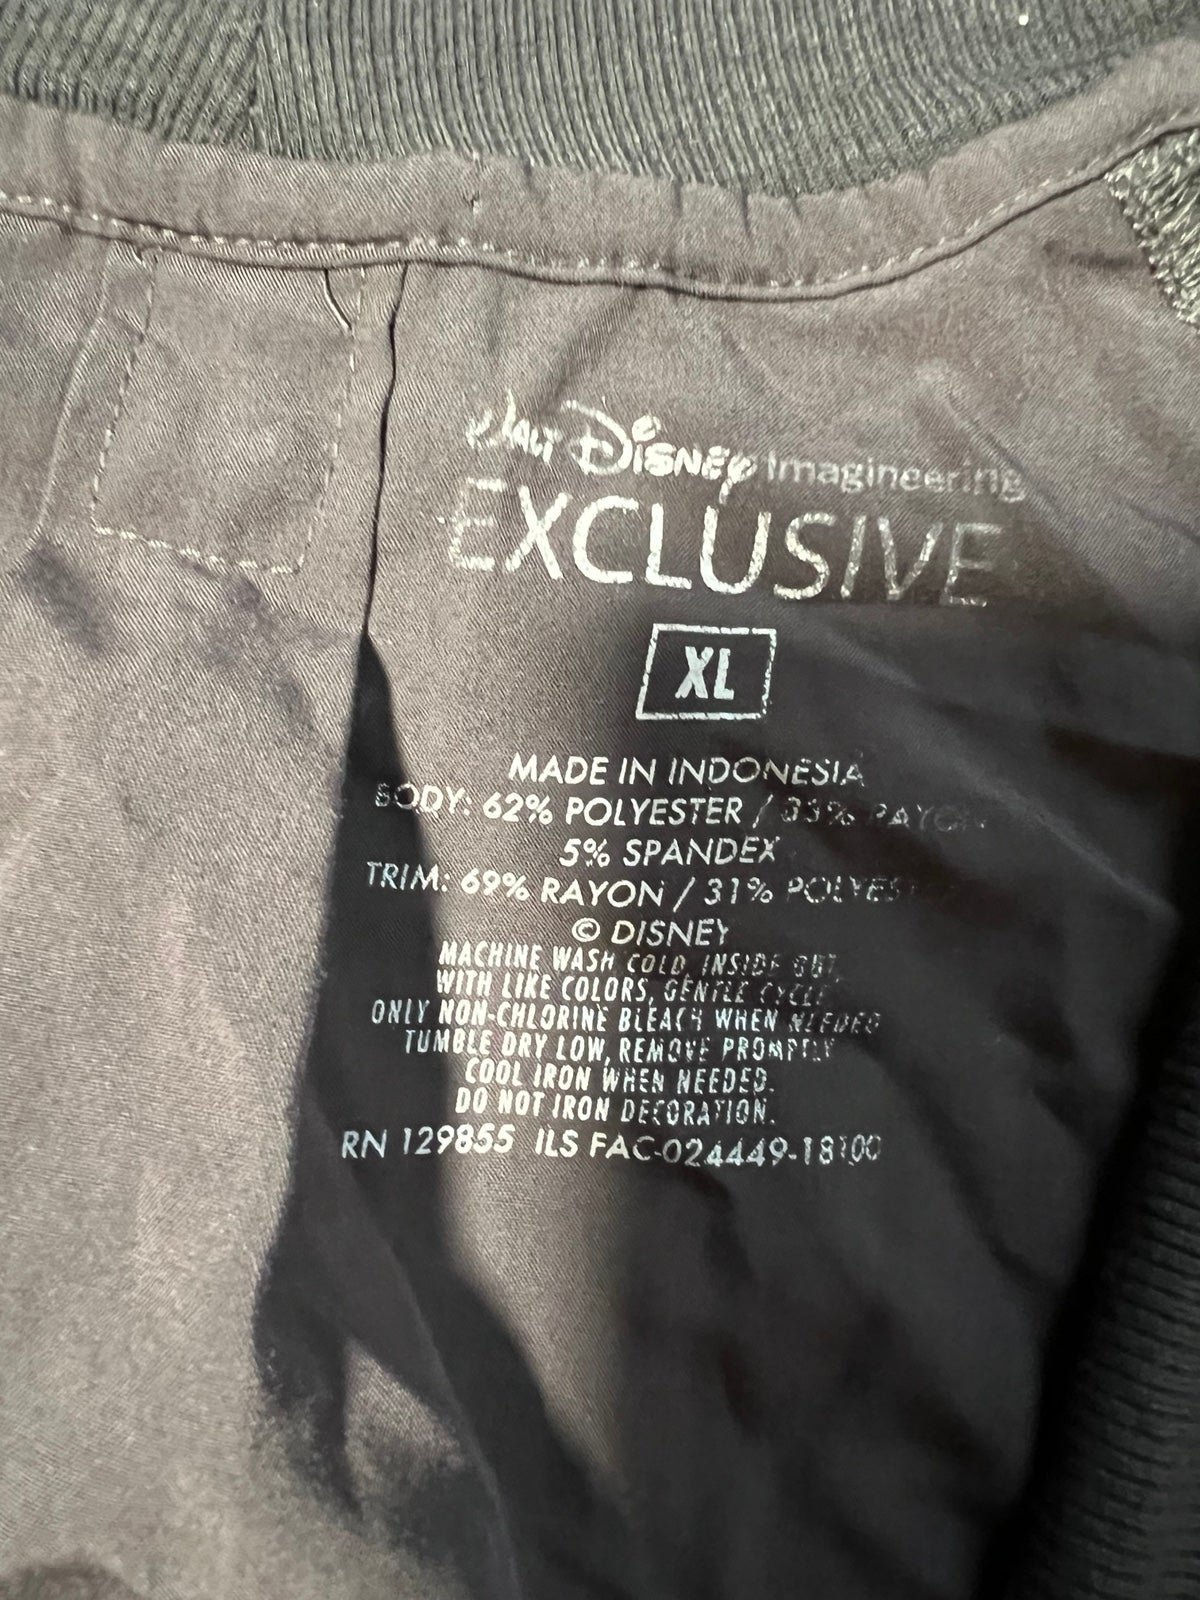 WALT DISNEY Imagineering
EXCLUSIVE
XL
MADE IN INDONESIA
BODY: 62% POLYESTER / 33% RAYON
5% SPANDEX
TRIM: 69% RAYON / 31% POLYESTER
© DISNEY
MACHINE WASH COLD, INSIDE OUT
WITH LIKE COLORS, GENTLE CYCLE
ONLY NON-CHLORINE BLEACH WHEN NEEDED
TUMBLE DRY LOW, REMOVE PROMPTLY
COOL IRON WHEN NEEDED.
DO NOT IRON DECORATION.
RN 129855 ILS FAC-024449-18100